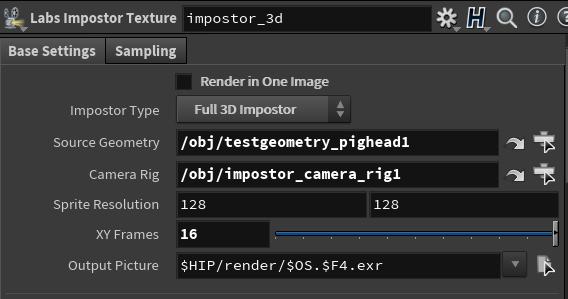 Labs Impostor Texture impostor_3d
Base Settings Sampling
Render in One Image
Impostor Type Full 3D Impostor
Source Geometry /obj/testgeometry_pighead1
Camera Rig /obj/impostor_camera_rig1
Sprite Resolution 128 128
XY Frames 16
Output Picture $HIP/render/$OS.$F4.exr